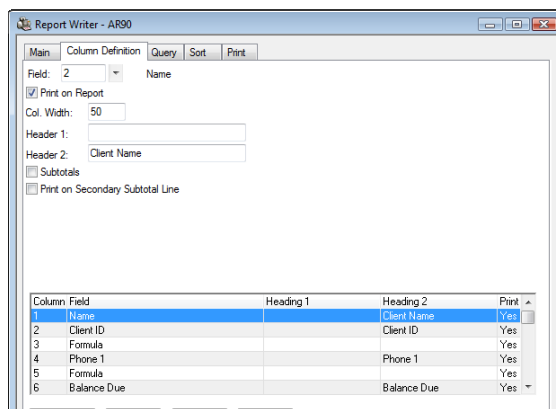 Report Writer - AR90
Main Column Definition Query Sort Print
Field: 2 Name
Print on Report
Col. Width: 50
Header 1:
Header 2: Client Name
Subtotals
Print on Secondary Subtotal Line
Column Field Heading 1 Heading 2 Print
1 Name Client Name Yes
2 Client ID Client ID Yes
3 Formula Yes
4 Phone 1 Phone 1 Yes
5 Formula Yes
6 Balance Due Balance Due Yes